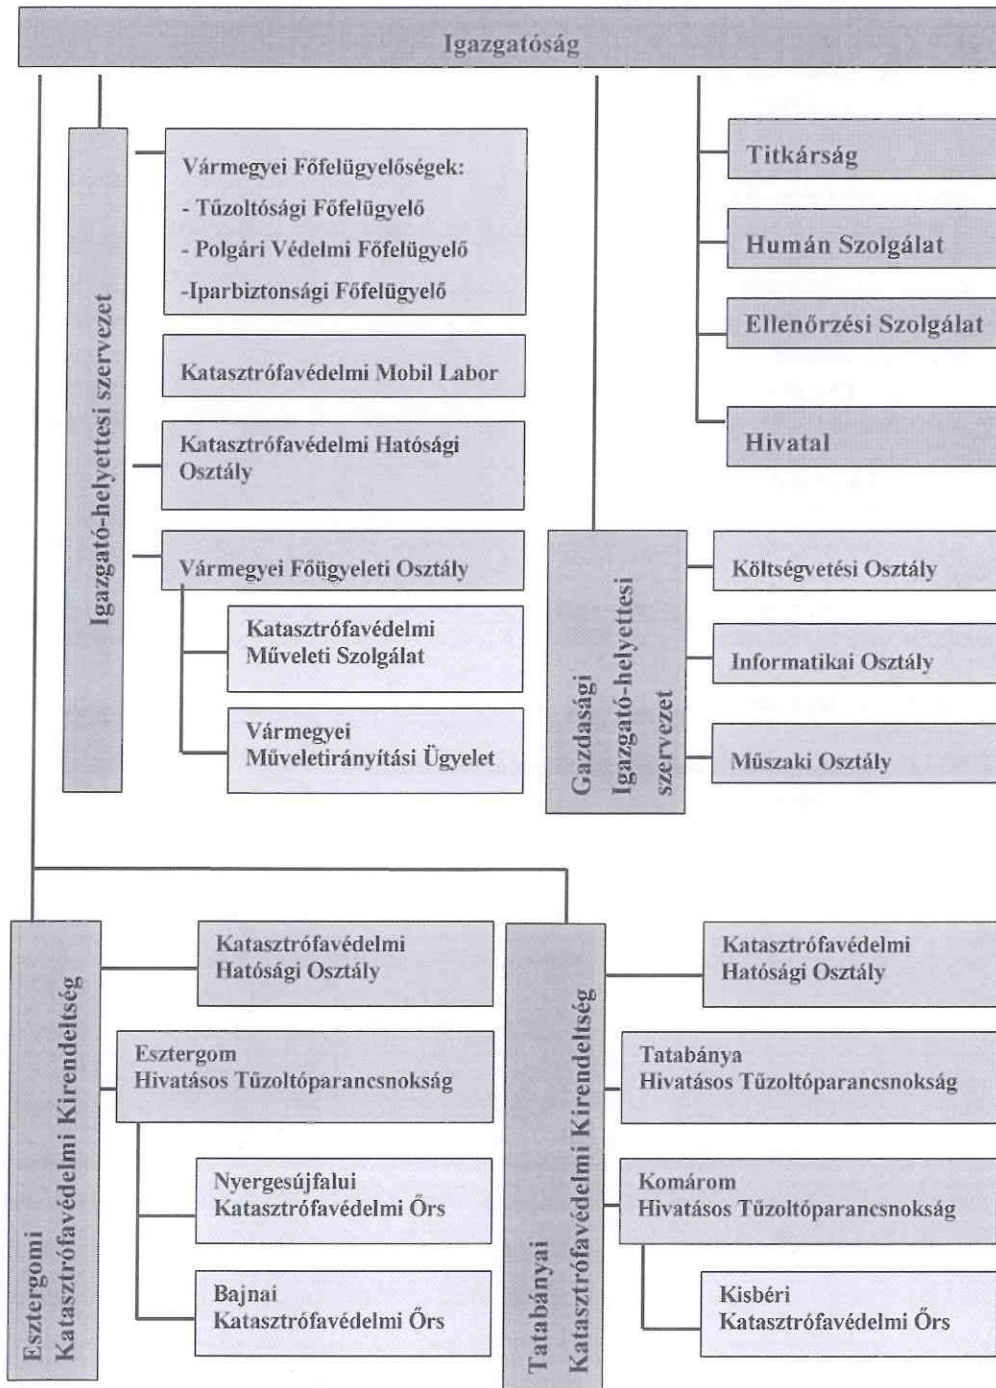 Igazgatóság
Igazgató-helyettesi szervezet
Vármegyei Főfelügyelőségek:
- Tűzoltósági Főfelügyelő
- Polgári Védelmi Főfelügyelő
-Iparbiztonsági Főfelügyelő
Katasztrófavédelmi Mobil Labor
Katasztrófavédelmi Hatósági
Osztály
Vármegyei Főügyeleti Osztály
Katasztrófavédelmi
Műveleti Szolgálat
Vármegyei
Műveletirányítási Ügyelet
Titkárság
Humán Szolgálat
Ellenőrzési Szolgálat
Hivatal
Gazdasági
Igazgató-helyettesi
szervezet
Költségvetési Osztály
Informatikai Osztály
Műszaki Osztály
Esztergomi
Katasztrófavédelmi Kirendeltség
Katasztrófavédelmi
Hatósági Osztály
Esztergom
Hivatásos Tűzoltóparancsnokság
Nyergesújfalui
Katasztrófavédelmi Őrs
Bajnai
Katasztrófavédelmi Őrs
Tatabányai
Katasztrófavédelmi Kirendeltség
Katasztrófavédelmi
Hatósági Osztály
Tatabánya
Hivatásos Tűzoltóparancsnokság
Komárom
Hivatásos Tűzoltóparancsnokság
Kisbéri
Katasztrófavédelmi Őrs